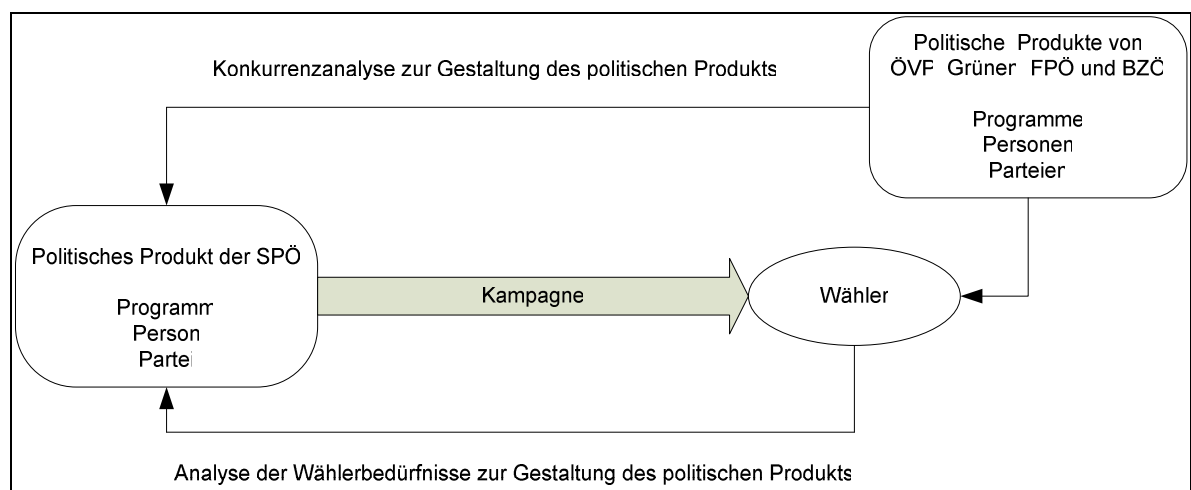 Konkurrenzanalyse zur Gestaltung des politischen Produkts
Politische Produkte von
ÖVP Grünen FPÖ und BZÖ
Programme
Personen
Parteien
Politisches Produkt der SPÖ
Programm
Person
Partei
Kampagne
Wähler
Analyse der Wählerbedürfnisse zur Gestaltung des politischen Produkts